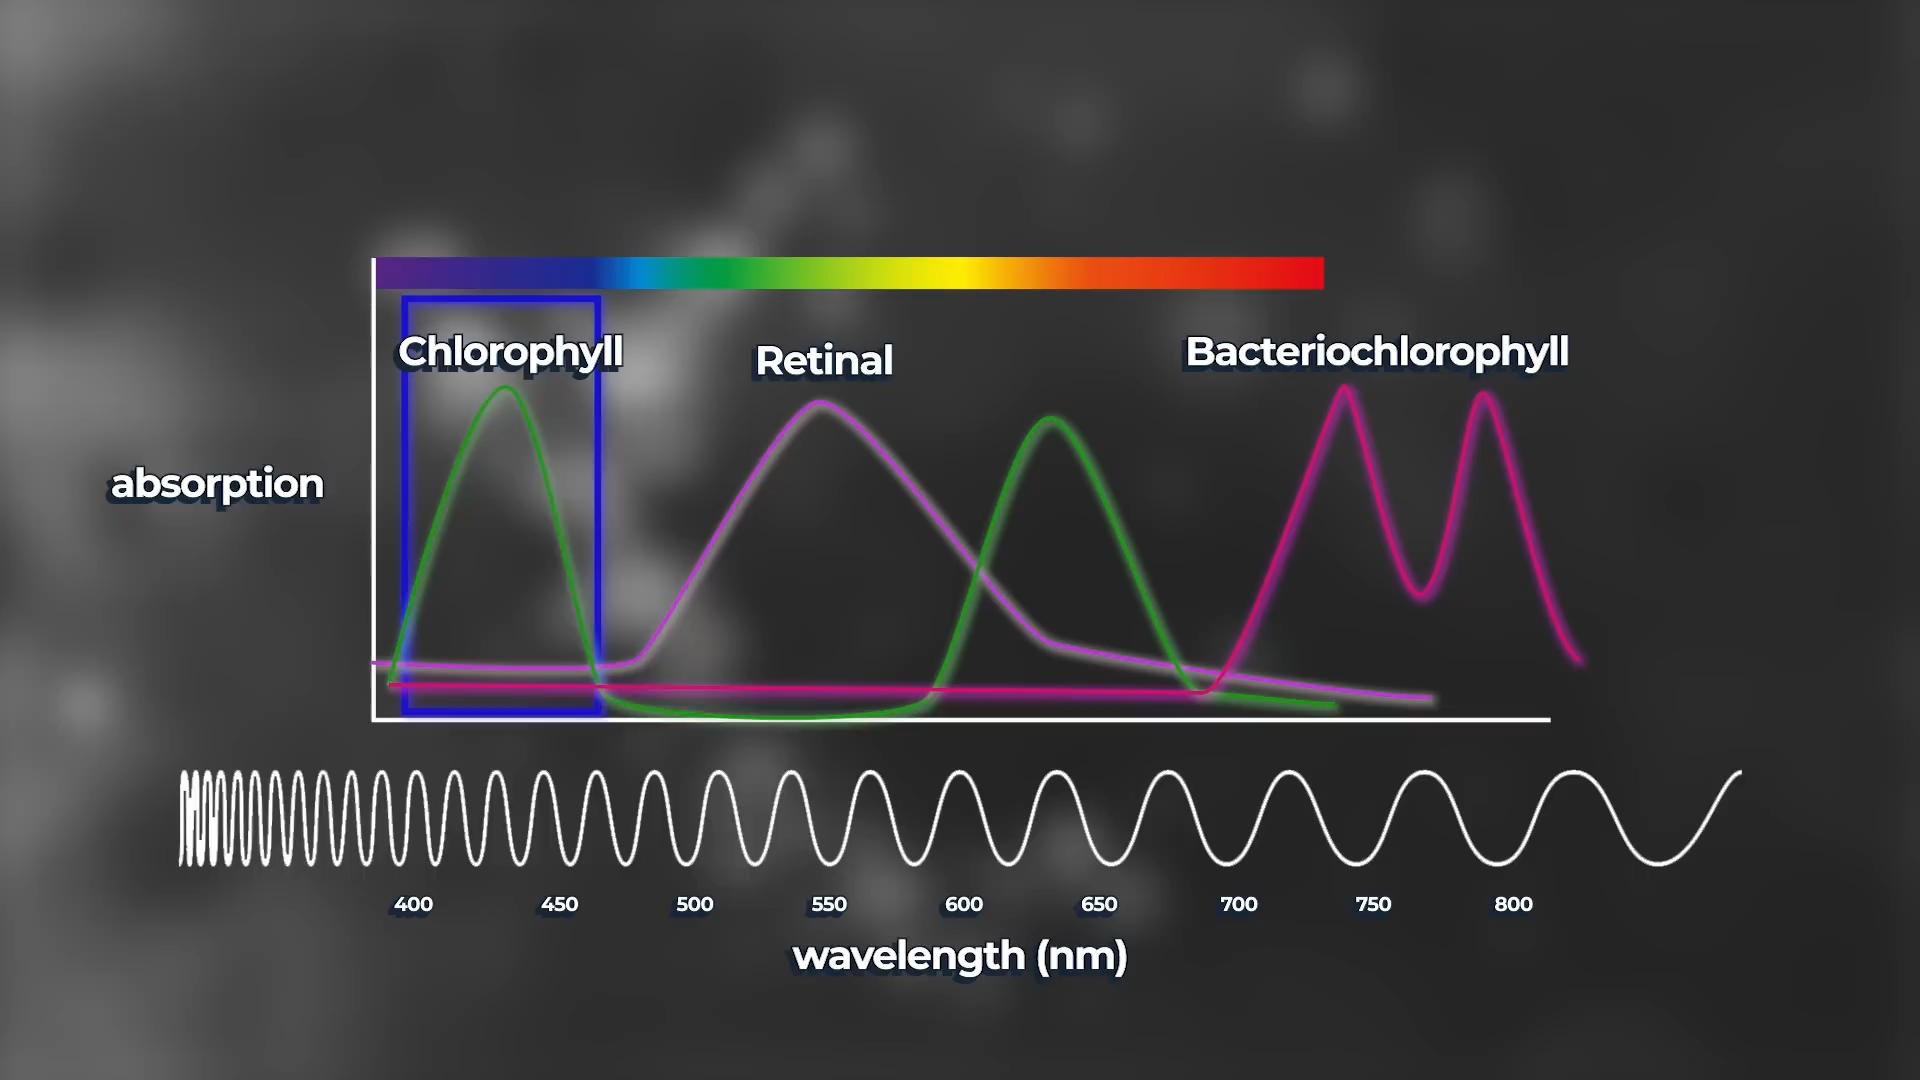 Chlorophyll
Retinal
Bacteriochlorophyll
absorption
400 450 500 550 600 650 700 750 800
wavelength (nm)